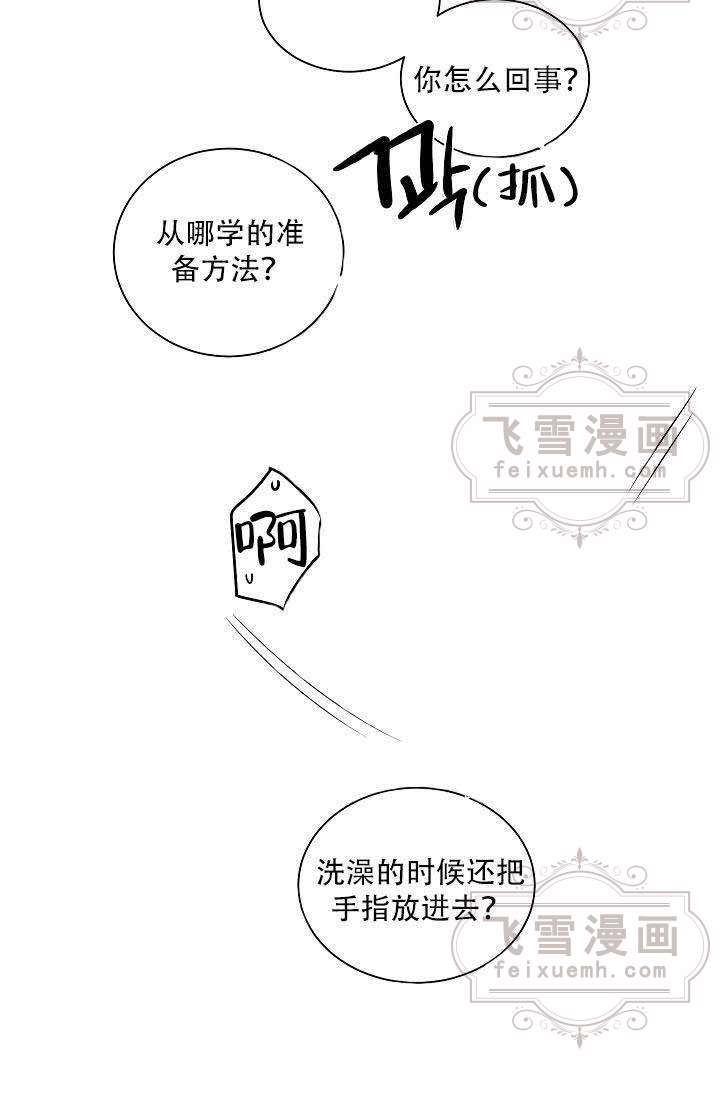 你怎么回事?
꽉(抓)
从哪学的准
备方法?
飞雪漫画
feixuemh.com
啊
洗澡的时候还把
手指放进去?
飞雪漫画
feixuemh.com